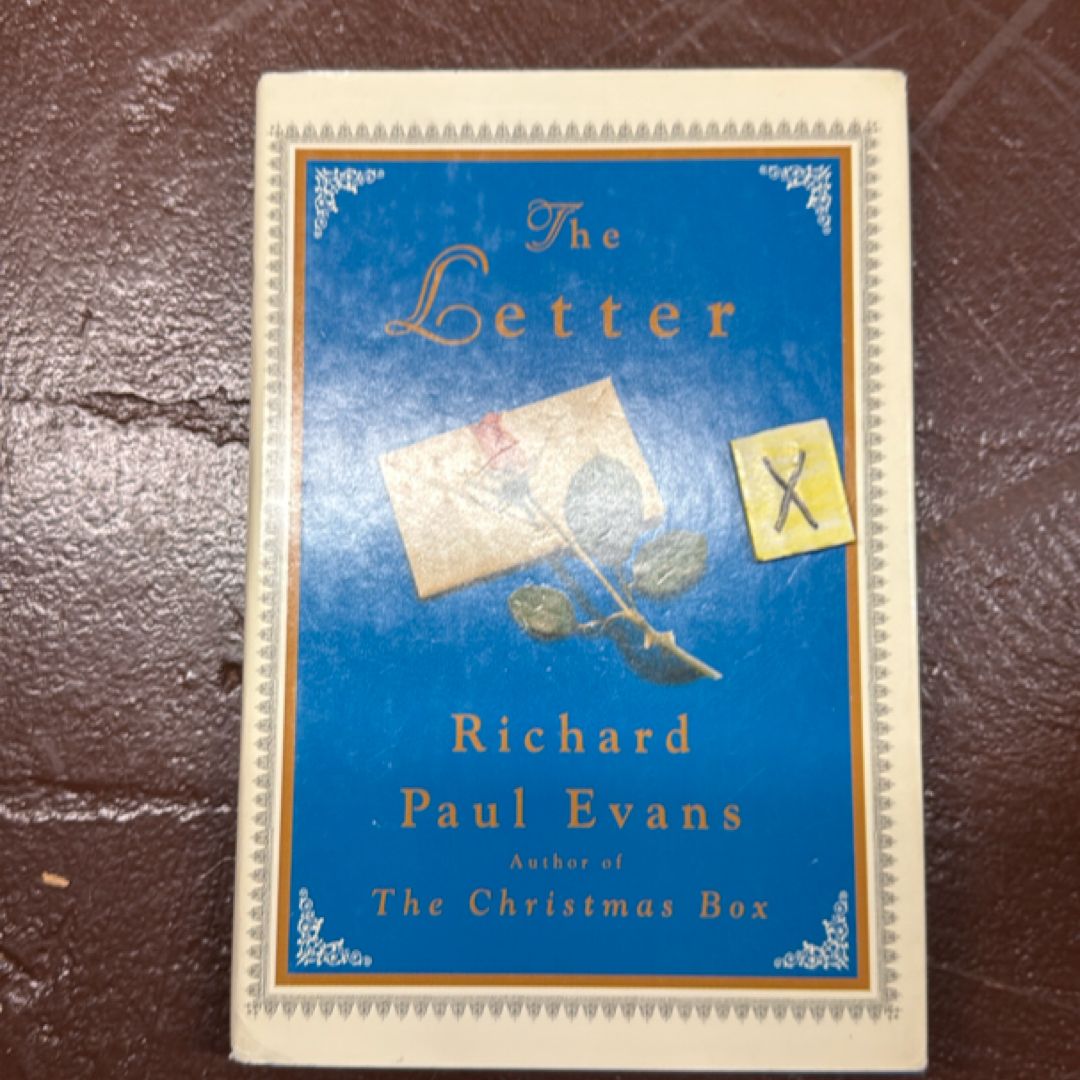 The
Letter
X
Richard
Paul Evans
Author of
The Christmas Box